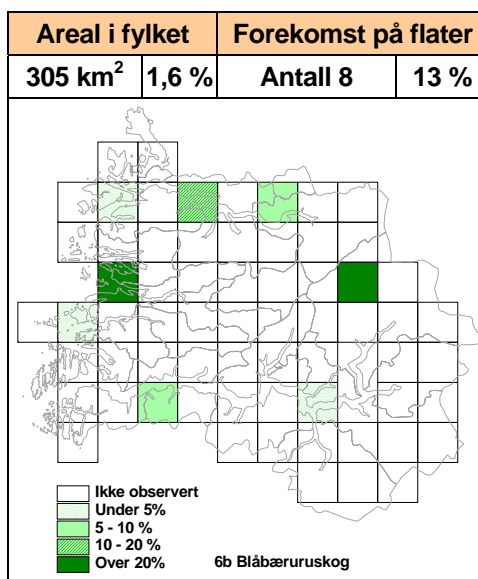 Areal i fylket Forekomst på flater
305 km² 1,6 % Antall 8 13 %
Ikke observert
Under 5%
5 - 10 %
10 - 20 %
Over 20% 6b Blåbæruruskog